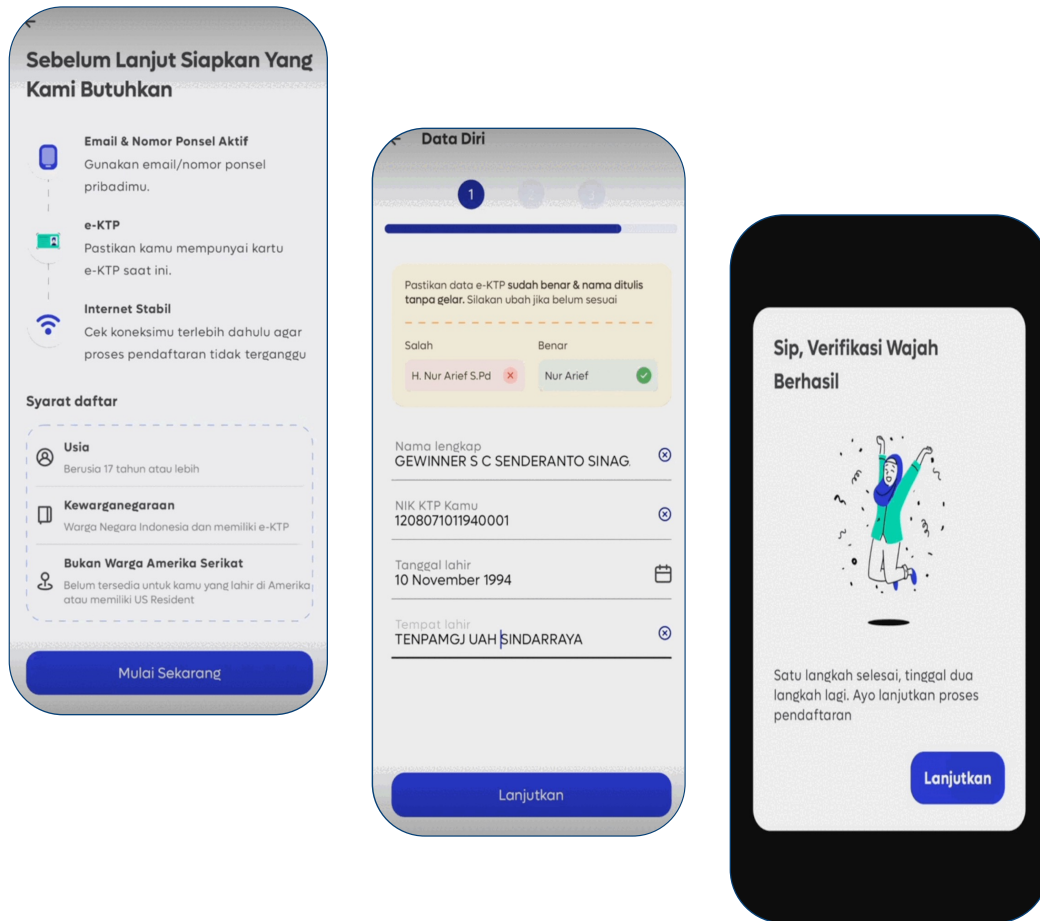 Sebelum Lanjut Siapkan Yang
Kami Butuhkan
Email & Nomor Ponsel Aktif
Gunakan email/nomor ponsel
pribadimu.
e-KTP
Pastikan kamu mempunyai kartu
e-KTP saat ini.
Internet Stabil
Cek koneksimu terlebih dahulu agar
proses pendaftaran tidak terganggu
Syarat daftar
Usia
Berusia 17 tahun atau lebih
Kewarganegaraan
Warga Negara Indonesia dan memiliki e-KTP
Bukan Warga Amerika Serikat
Belum tersedia untuk kamu yang lahir di Amerika
atau memiliki US Resident
Mulai Sekarang
Data Diri
1 2 3
Pastikan data e-KTP sudah benar & nama ditulis
tanpa gelar. Silakan ubah jika belum sesuai
Salah Benar
H. Nur Arief S.Pd Nur Arief
Nama lengkap
GEWINNER S C SENDERANTO SINAG
NIK KTP Kamu
1208071011940001
Tanggal lahir
10 November 1994
Tempat lahir
TENPAMGJ UAH SINDARRAYA
Lanjutkan
Sip, Verifikasi Wajah
Berhasil
Satu langkah selesai, tinggal dua
langkah lagi. Ayo lanjutkan proses
pendaftaran
Lanjutkan